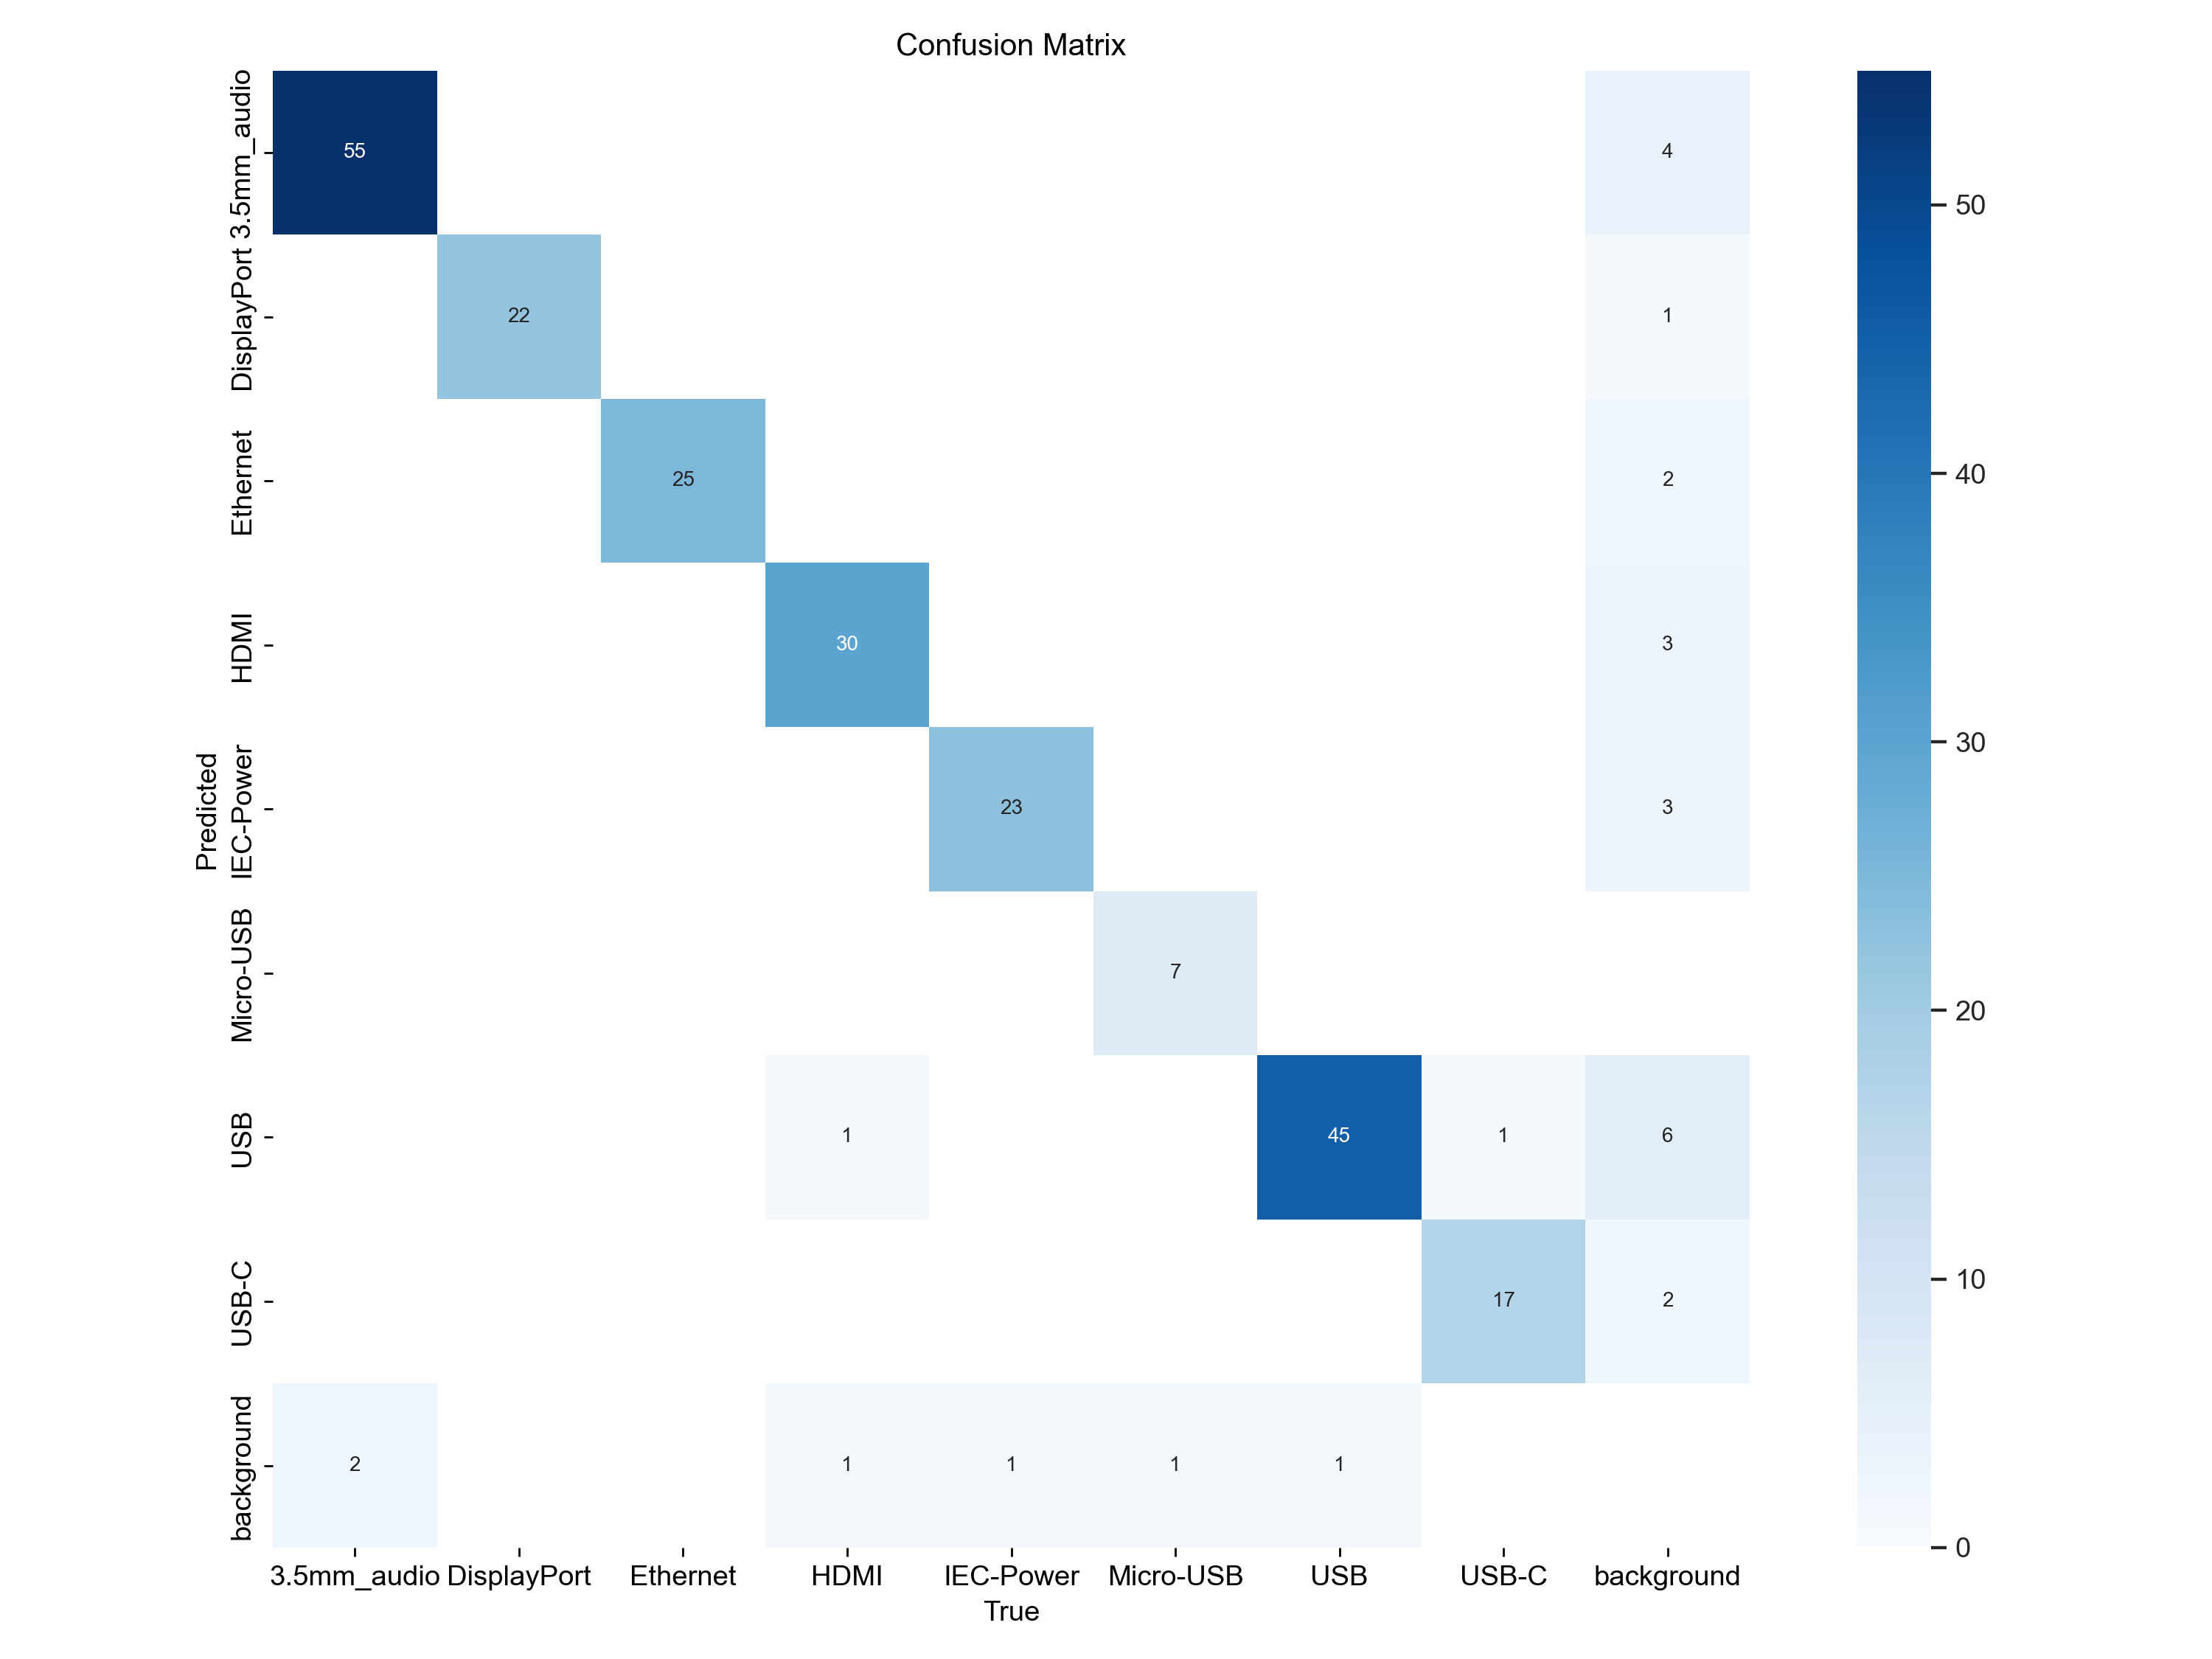 Confusion Matrix
3.5mm_audio
55
4
DisplayPort
22
1
Ethernet
25
2
HDMI
30
3
IEC-Power
23
3
Micro-USB
7
USB
1
45
1
6
USB-C
17
2
background
2
1
1
1
1
Predicted
3.5mm_audio DisplayPort Ethernet HDMI IEC-Power Micro-USB USB USB-C background
True
50
40
30
20
10
0